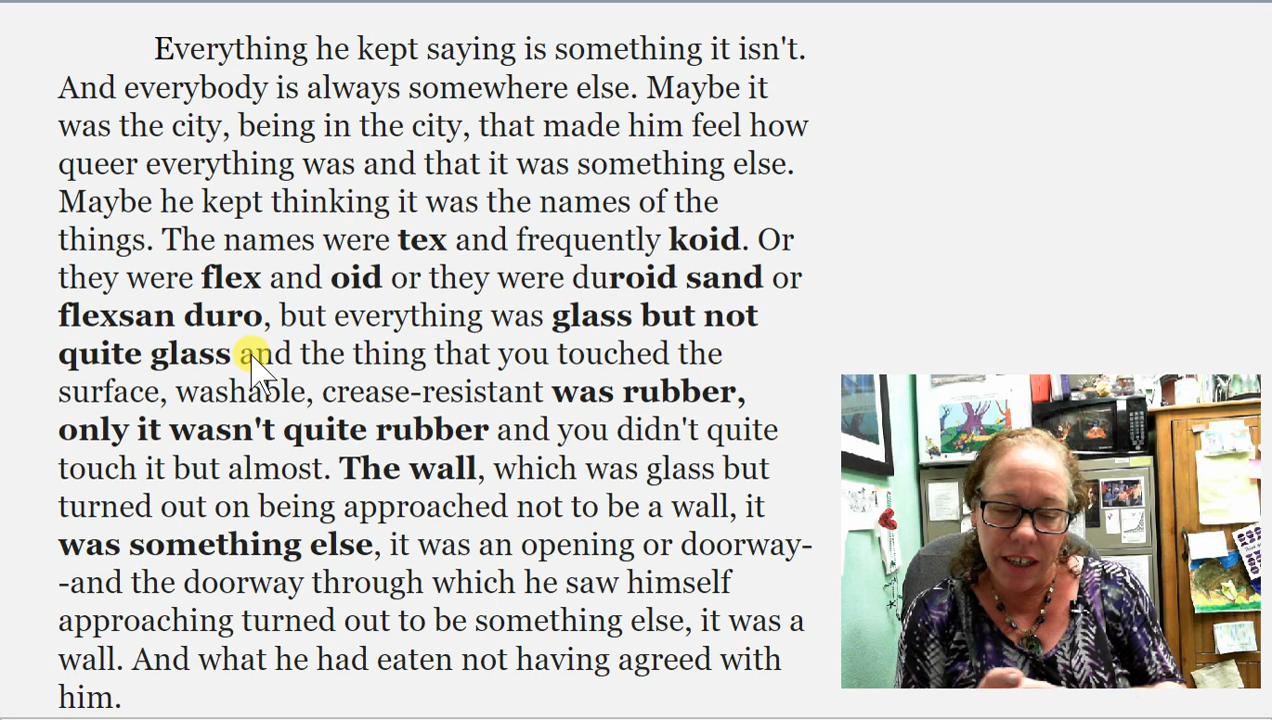 Everything he kept saying is something it isn't.
And everybody is always somewhere else. Maybe it
was the city, being in the city, that made him feel how
queer everything was and that it was something else.
Maybe he kept thinking it was the names of the
things. The names were tex and frequently koid. Or
they were flex and oid or they were duroid sand or
flexsan duro, but everything was glass but not
quite glass and the thing that you touched the
surface, washable, crease-resistant was rubber,
only it wasn't quite rubber and you didn't quite
touch it but almost. The wall, which was glass but
turned out on being approached not to be a wall, it
was something else, it was an opening or doorway-
-and the doorway through which he saw himself
approaching turned out to be something else, it was a
wall. And what he had eaten not having agreed with
him.